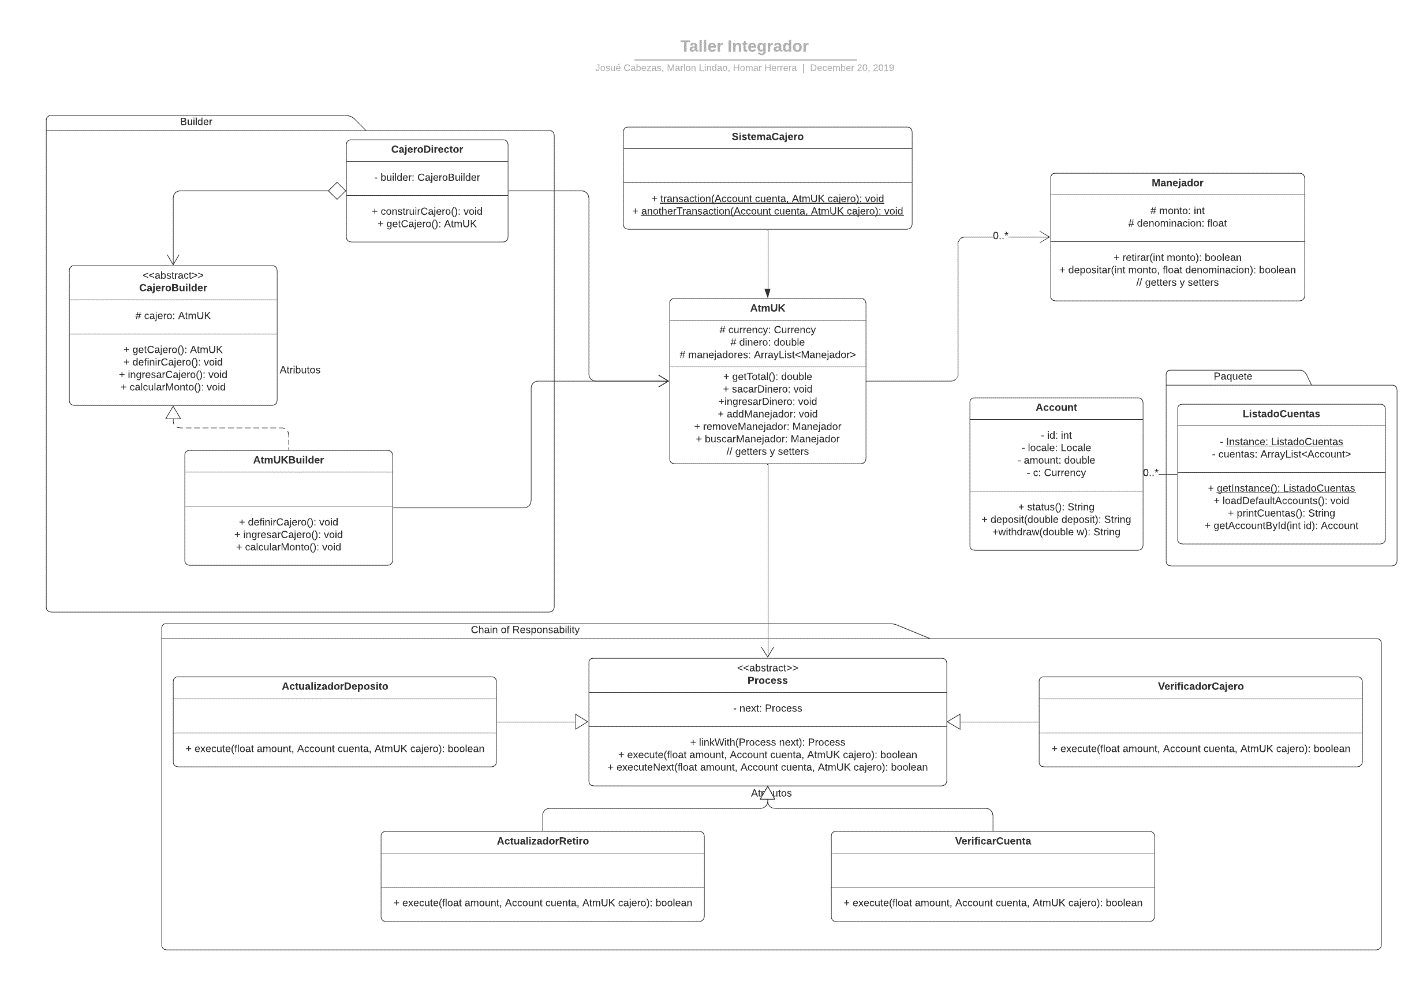 Taller Integrador
Josué Cabezas, Marlon Lindao, Homar Herrera | December 20, 2019
Builder
CajeroDirector
- builder: CajeroBuilder
+ construirCajero(): void
+ getCajero(): AtmUK
<<abstract>>
CajeroBuilder
# cajero: AtmUK
+ getCajero(): AtmUK
+ definirCajero(): void
+ ingresarCajero(): void
+ calcularMonto(): void
Atributos
AtmUKBuilder
+ definirCajero(): void
+ ingresarCajero(): void
+ calcularMonto(): void
SistemaCajero
+ transaction(Account cuenta, AtmUK cajero): void
+ anotherTransaction(Account cuenta, AtmUK cajero): void
AtmUK
# currency: Currency
# dinero: double
# manejadores: ArrayList<Manejador>
+ getTotal(): double
+ sacarDinero: void
+ingresarDinero: void
+ addManejador: void
+ removeManejador: Manejador
+ buscarManejador: Manejador
// getters y setters
0..*
Manejador
# monto: int
# denominacion: float
+ retirar(int monto): boolean
+ depositar(int monto, float denominacion): boolean
// getters y setters
Account
- id: int
- locale: Locale
- amount: double
- c: Currency
+ status(): String
+ deposit(double deposit): String
+withdraw(double w): String
0..*
Paquete
ListadoCuentas
- Instance: ListadoCuentas
- cuentas: ArrayList<Account>
+ getInstance(): ListadoCuentas
+ loadDefaultAccounts(): void
+ printCuentas(): String
+ getAccountById(int id): Account
Chain of Responsability
ActualizadorDeposito
+ execute(float amount, Account cuenta, AtmUK cajero): boolean
<<abstract>>
Process
- next: Process
+ linkWith(Process next): Process
+ execute(float amount, Account cuenta, AtmUK cajero): boolean
+ executeNext(float amount, Account cuenta, AtmUK cajero): boolean
Atributos
VerificadorCajero
+ execute(float amount, Account cuenta, AtmUK cajero): boolean
ActualizadorRetiro
+ execute(float amount, Account cuenta, AtmUK cajero): boolean
VerificarCuenta
+ execute(float amount, Account cuenta, AtmUK cajero): boolean